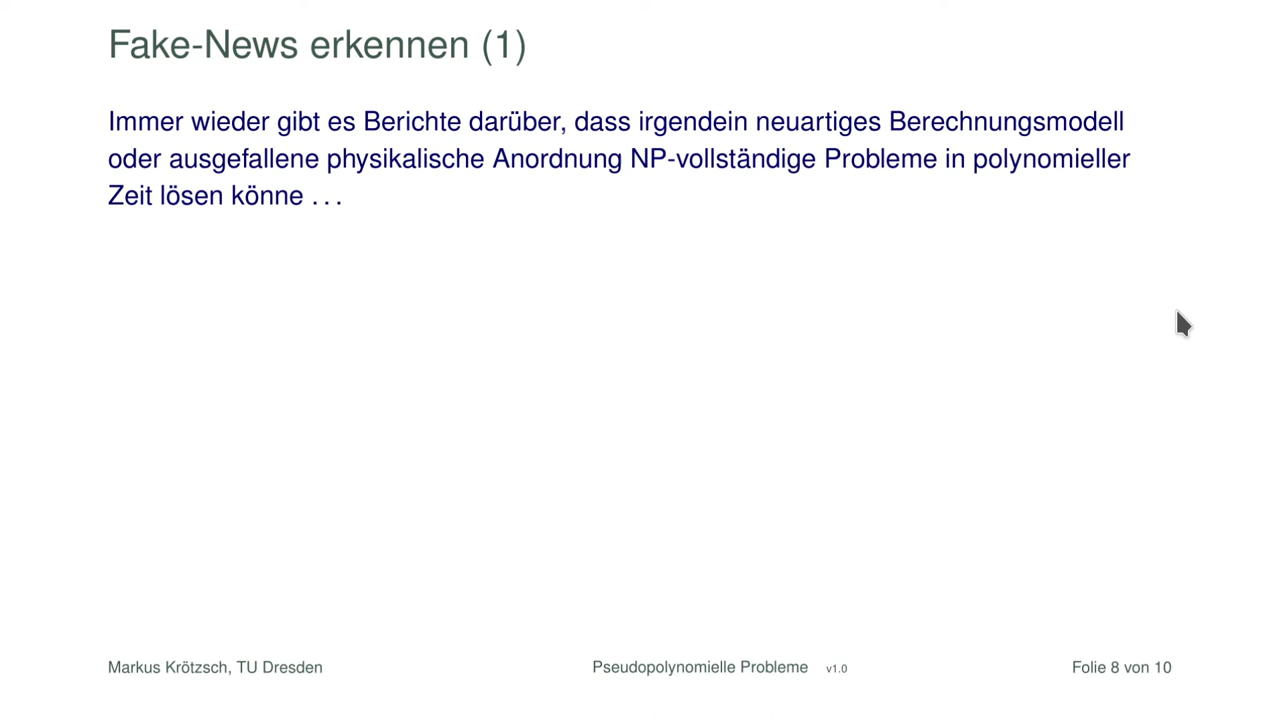 Fake-News erkennen (1)
Immer wieder gibt es Berichte darüber, dass irgendein neuartiges Berechnungsmodell
oder ausgefallene physikalische Anordnung NP-vollständige Probleme in polynomieller
Zeit lösen könne . . .
Markus Krötzsch, TU Dresden Pseudopolynomielle Probleme v1.0 Folie 8 von 10